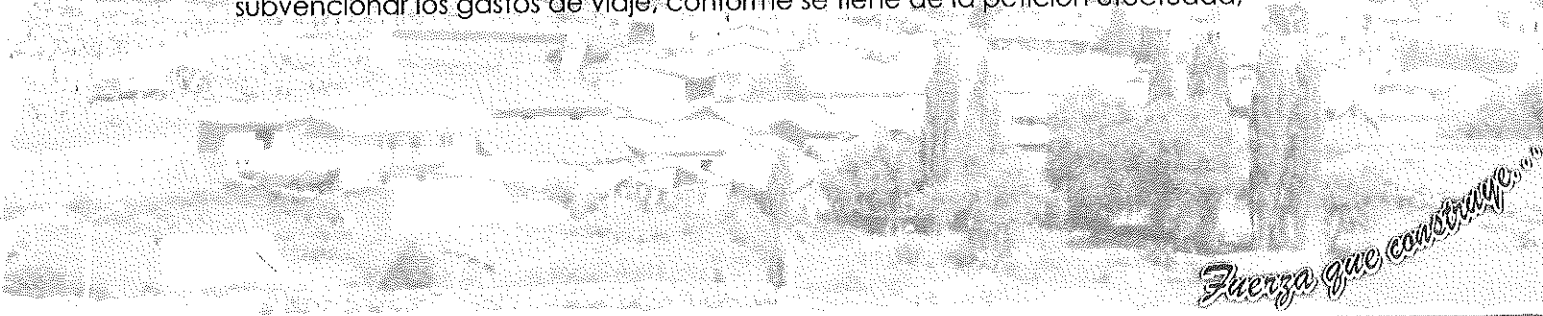 subvencionar los gastos de viaje, conforme se tiene de la petición efectuada;
Fuerza que construye...